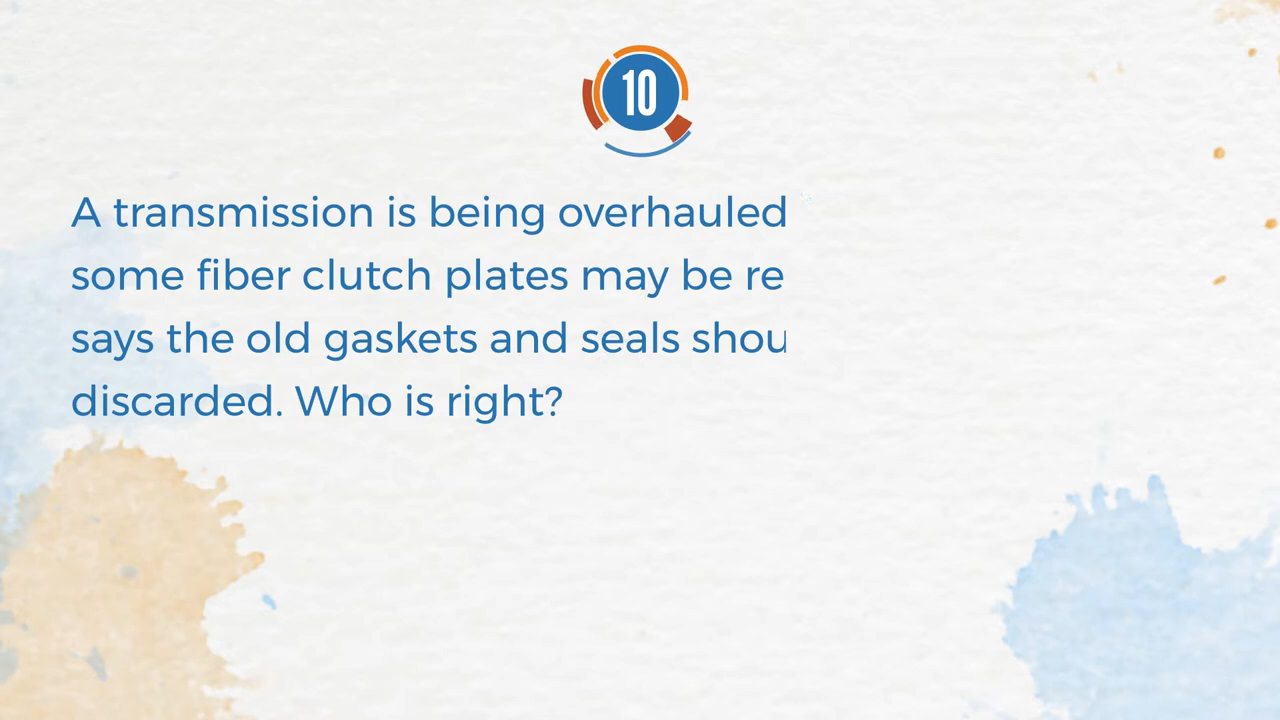 10
A transmission is being overhauled
some fiber clutch plates may be re
says the old gaskets and seals shou
discarded. Who is right?